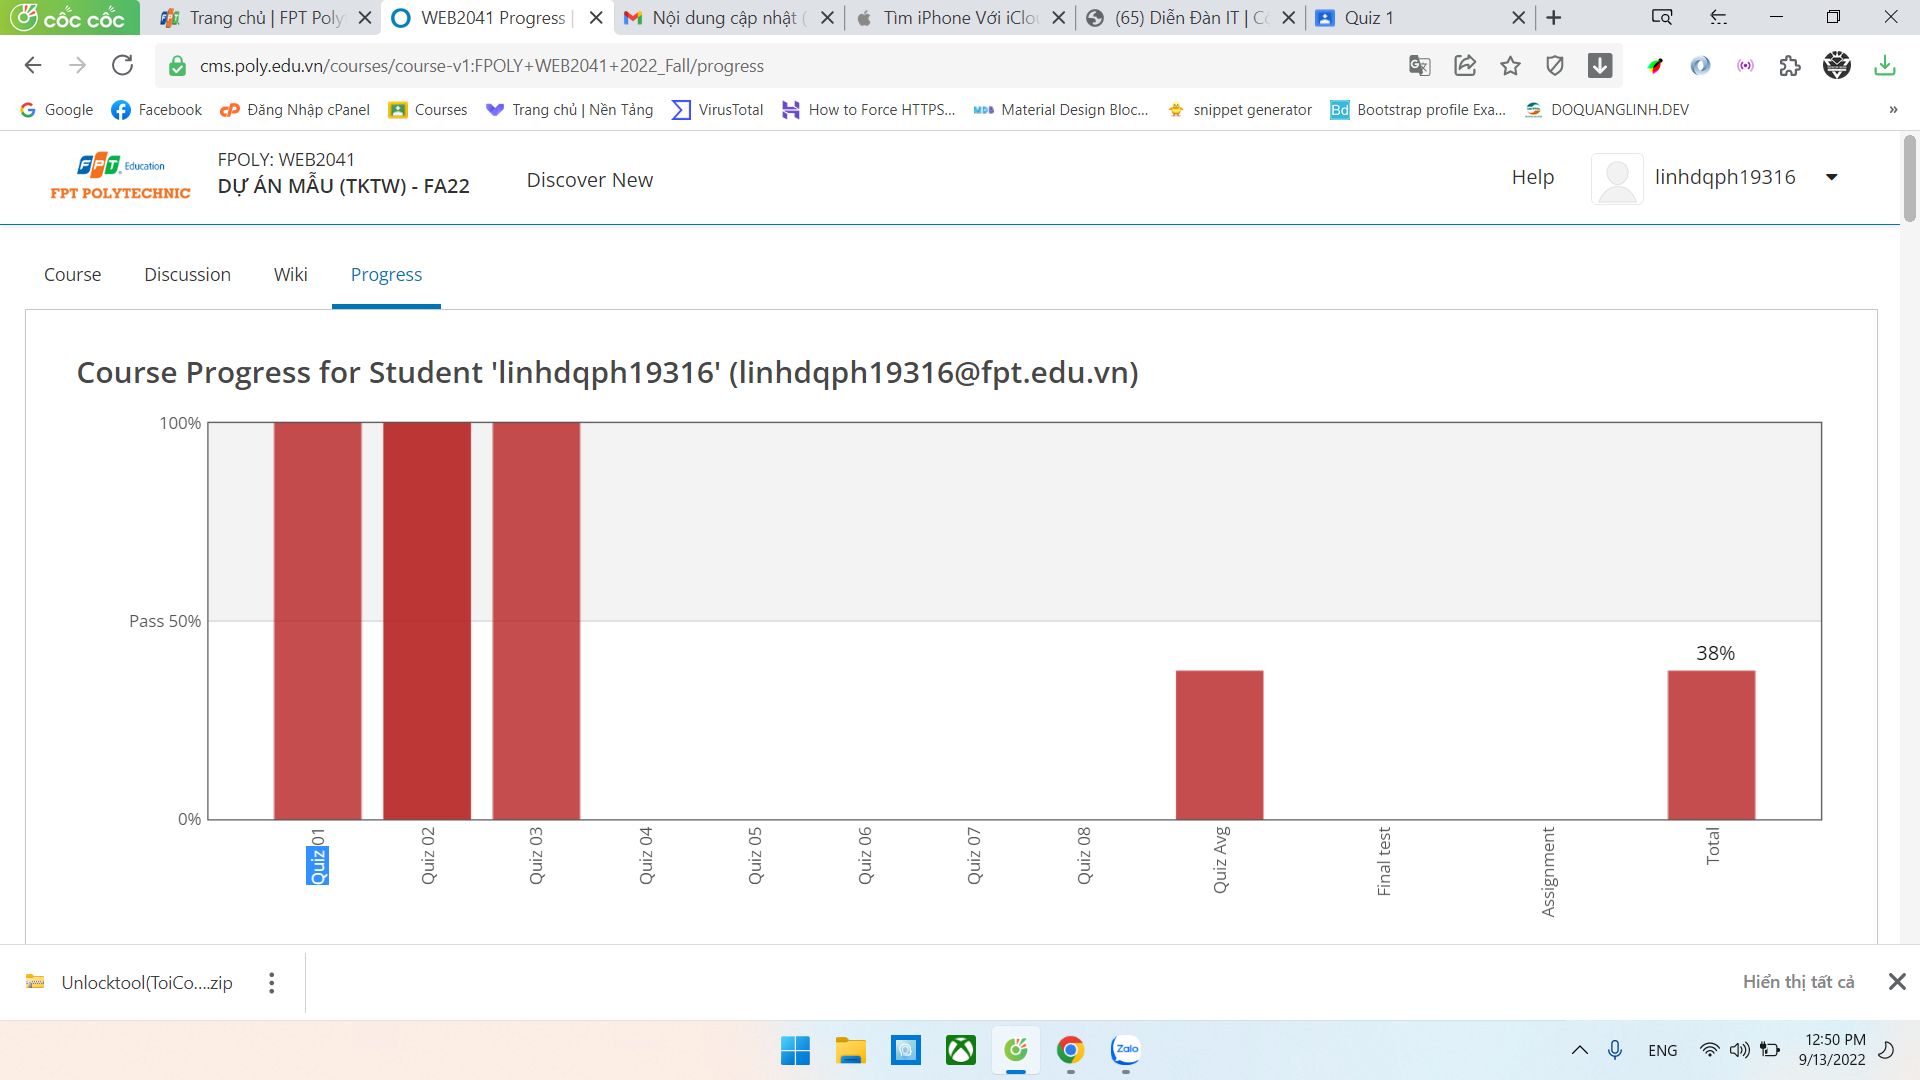 cốc cốc
Trang chủ | FPT Poly
WEB2041 Progress |
Nội dung cập nhật (
Tìm iPhone Với iClou
(65) Diễn Đàn IT | Cộ
Quiz 1
cms.poly.edu.vn/courses/course-v1:FPOLY+WEB2041+2022_Fall/progress
Google
Facebook
Đăng Nhập cPanel
Courses
Trang chủ | Nền Tảng
VirusTotal
How to Force HTTPS...
MDB
Material Design Bloc...
snippet generator
Bd
Bootstrap profile Exa...
DOQUANGLINH.DEV
»
FPT Education
FPT POLYTECHNIC
FPOLY: WEB2041
DỰ ÁN MẪU (TKTW) - FA22
Discover New
Help
linhdqph19316
Course
Discussion
Wiki
Progress
Course Progress for Student 'linhdqph19316' (linhdqph19316@fpt.edu.vn)
100%
Pass 50%
0%
38%
Quiz 01
Quiz 02
Quiz 03
Quiz 04
Quiz 05
Quiz 06
Quiz 07
Quiz 08
Quiz Avg
Final test
Assignment
Total
Unlocktool(ToiCo....zip
Hiển thị tất cả
Zalo
ENG
12:50 PM
9/13/2022